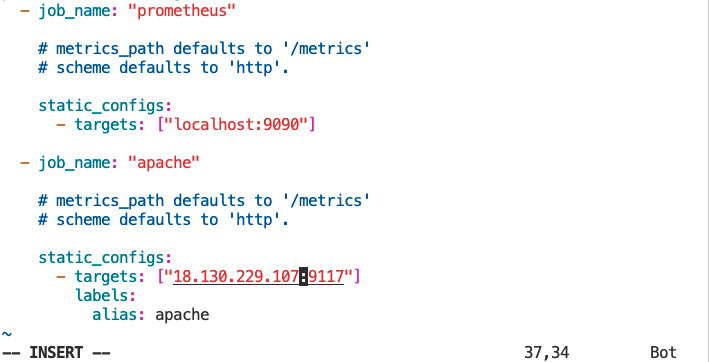 - job_name: "prometheus"
# metrics_path defaults to '/metrics'
# scheme defaults to 'http'.
static_configs:
- targets: ["localhost:9090"]
- job_name: "apache"
# metrics_path defaults to '/metrics'
# scheme defaults to 'http'.
static_configs:
- targets: ["18.130.229.107:9117"]
labels:
alias: apache
~
-- INSERT -- 37,34 Bot